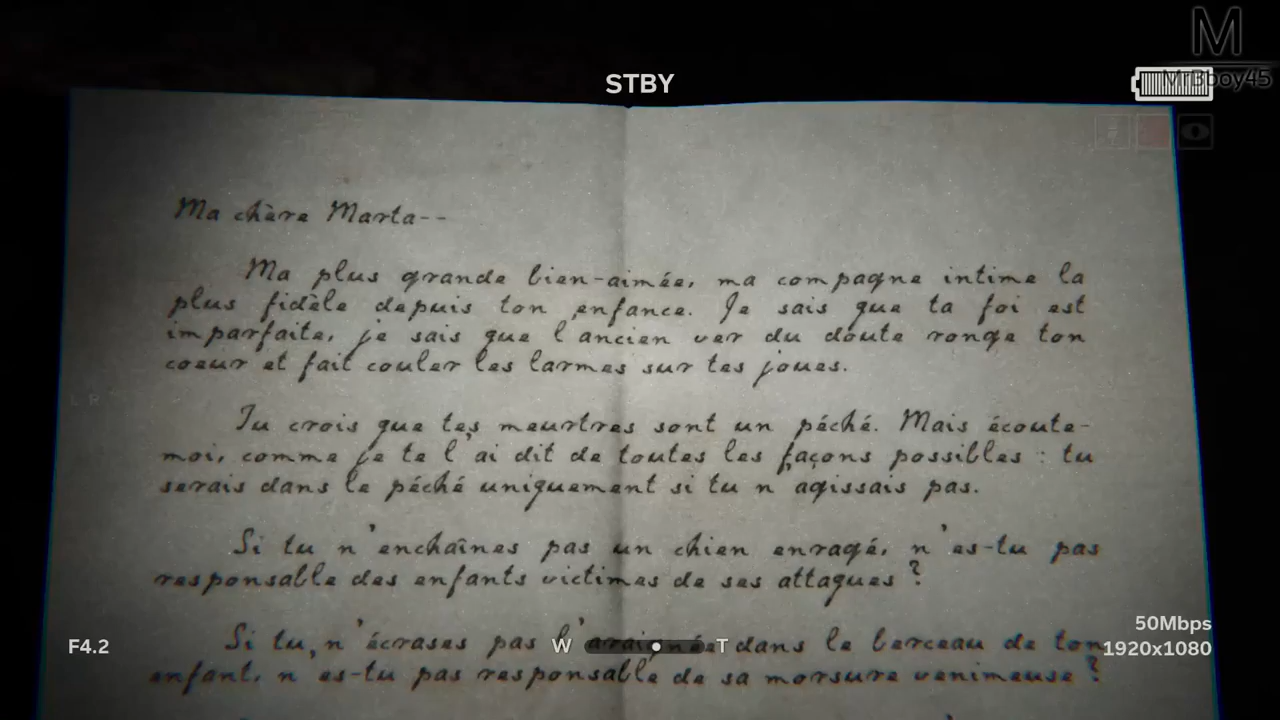 M
STBY
MrBboy45
Ma chère Marta--
Ma plus grande bien-aimée, ma compagne intime la
plus fidèle depuis ton enfance. Je sais que ta foi est
imparfaite, je sais que l'ancien ver du doute ronge ton
coeur et fait couler les larmes sur tes joues.
L R
Tu crois que tes meurtres sont un péché. Mais écoute-
moi, comme je te l'ai dit de toutes les façons possibles : tu
serais dans le péché uniquement si tu n'agissais pas.
Si tu n'enchaînes pas un chien enragé, n'es-tu pas
responsable des enfants victimes de ses attaques ?
50Mbps
F4.2
W T
1920x1080
Si tu n'écrases pas l'araignée dans le berceau de ton
enfant, n'es-tu pas responsable de sa morsure venimeuse ?